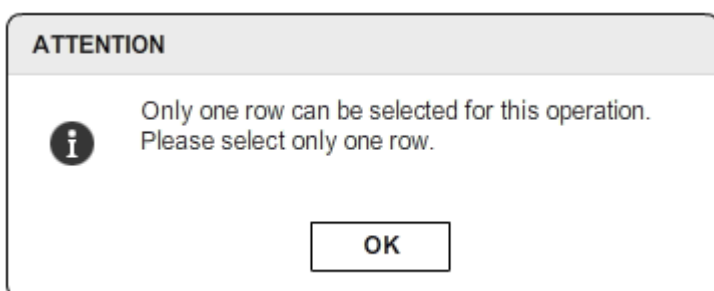 ATTENTION
Only one row can be selected for this operation.
Please select only one row.
OK